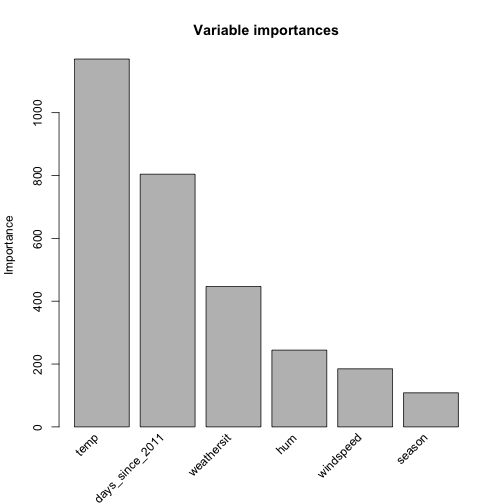 Variable importances
Importance
1000
800
600
400
200
0
temp
days_since_2011
weathersit
hum
windspeed
season